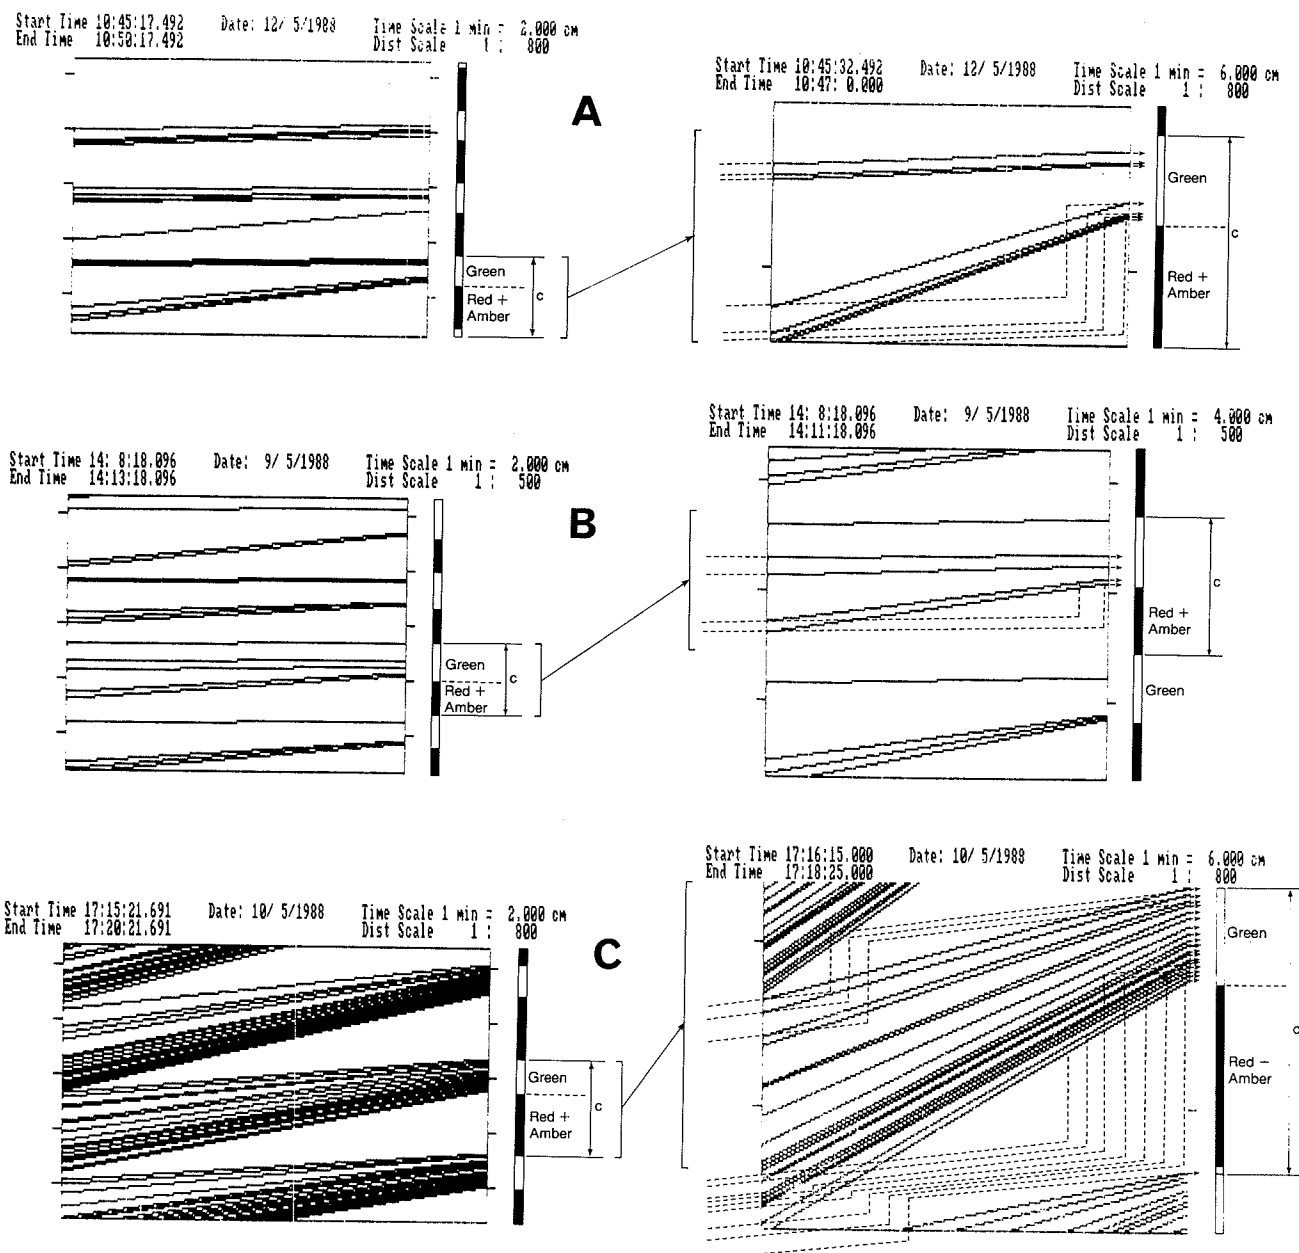 Start Time 10:45:17.492 Date: 12/ 5/1988 Time Scale 1 min = 2.000 cm
End Time 10:50:17.492 Dist Scale 1 : 800
A
Green
Red +
Amber
c
Start Time 10:45:32.492 Date: 12/ 5/1988 Time Scale 1 min = 6.000 cm
End Time 10:47: 0.000 Dist Scale 1 : 800
Green
c
Red +
Amber
Start Time 14: 8:18.096 Date: 9/ 5/1988 Time Scale 1 min = 2.000 cm
End Time 14:13:18.096 Dist Scale 1 : 500
B
Green
c
Red +
Amber
Start Time 14: 8:18.096 Date: 9/ 5/1988 Time Scale 1 min = 4.000 cm
End Time 14:11:18.096 Dist Scale 1 : 500
c
Red +
Amber
Green
Start Time 17:15:21.691 Date: 10/ 5/1988 Time Scale 1 min = 2.000 cm
End Time 17:20:21.691 Dist Scale 1 : 800
C
Green
c
Red +
Amber
Start Time 17:16:15.000 Date: 10/ 5/1988 Time Scale 1 min = 6.000 cm
End Time 17:18:25.000 Dist Scale 1 : 800
Green
c
Red –
Amber